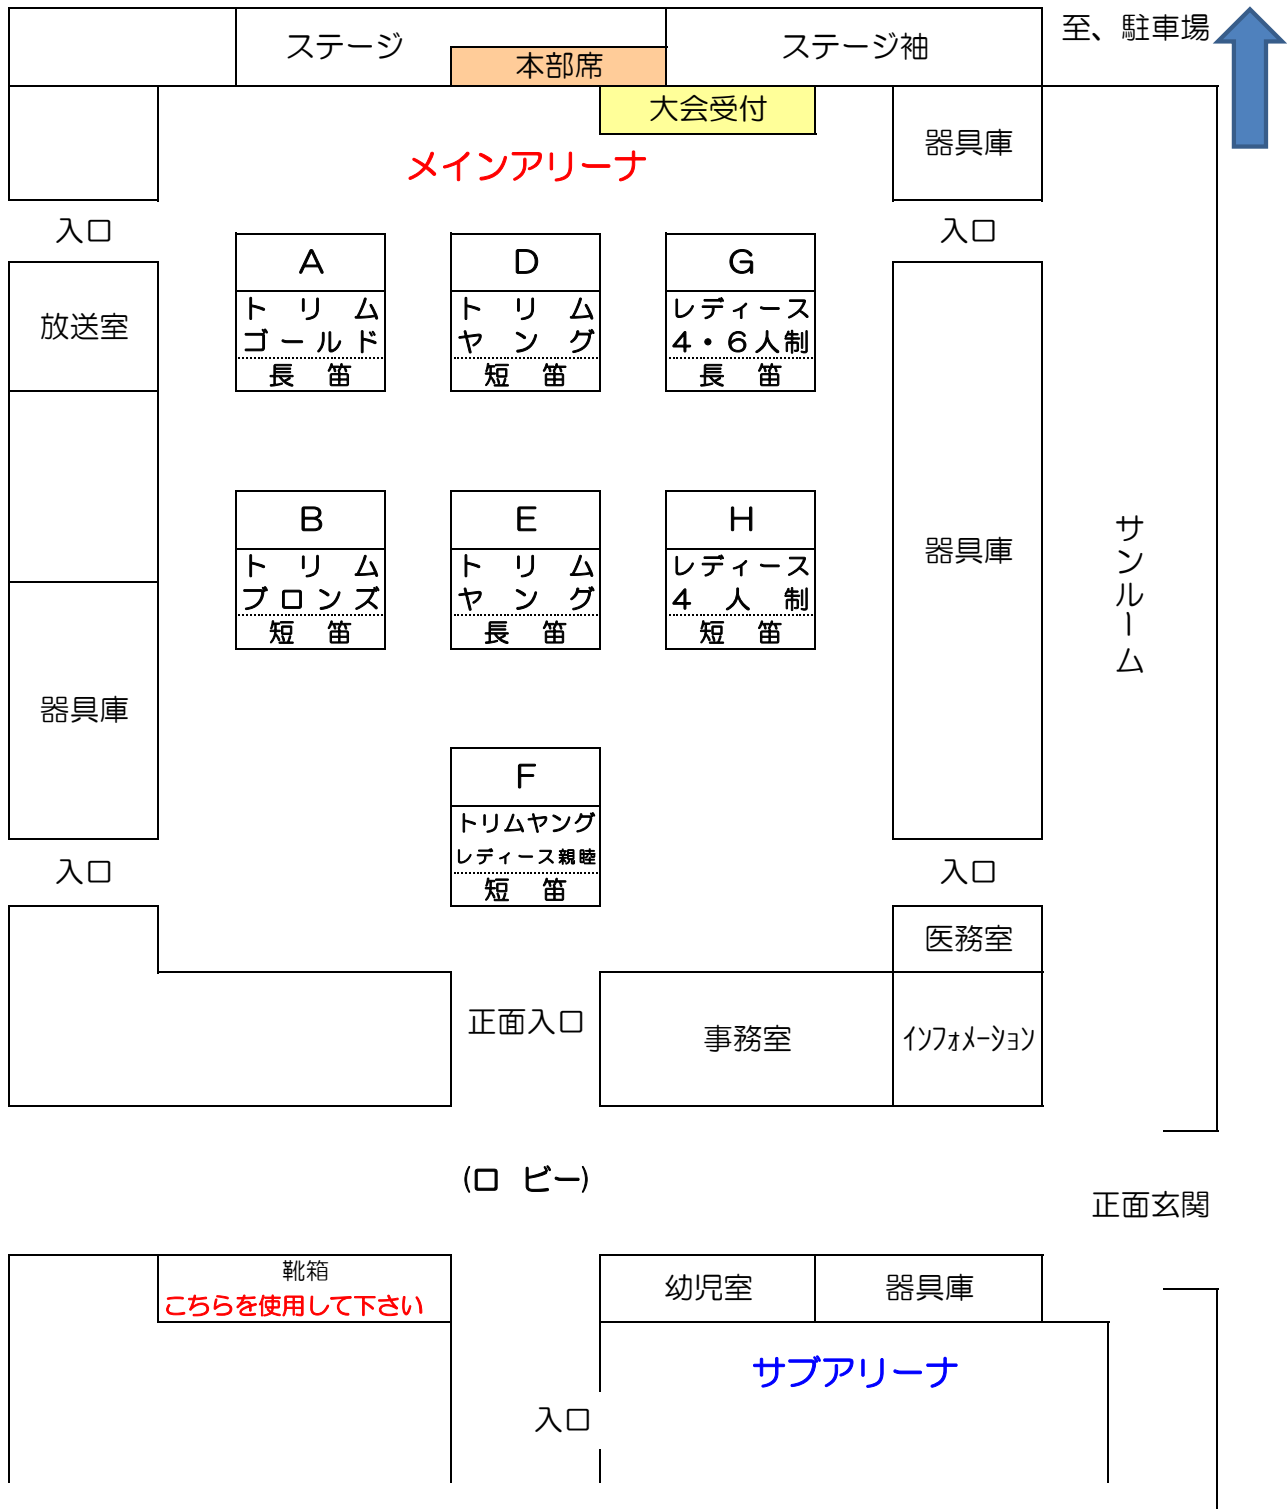 ステージ
本部席
ステージ袖
至、駐車場
大会受付
器具庫
メインアリーナ
入口
入口
放送室
A
トリム
ゴールド
長笛
D
トリム
ヤング
短笛
G
レディース
4・6人制
長笛
B
トリム
ブロンズ
短笛
E
トリム
ヤング
長笛
H
レディース
4人制
短笛
器具庫
サンルーム
器具庫
F
トリムヤング
レディース親睦
短笛
入口
入口
医務室
正面入口
事務室
インフォメーション
(ロビー)
正面玄関
靴箱
こちらを使用して下さい
幼児室
器具庫
サブアリーナ
入口